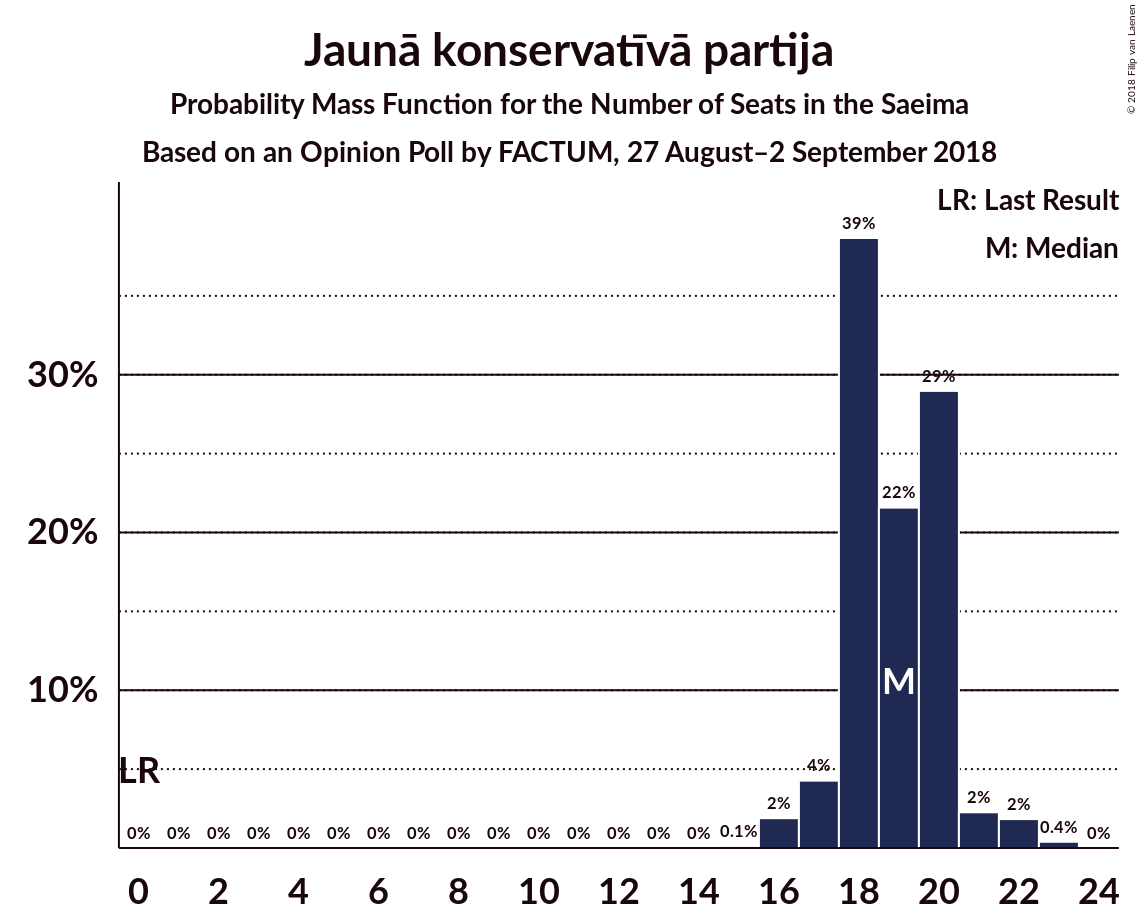 Jaunā konservatīvā partija
Probability Mass Function for the Number of Seats in the Saeima
Based on an Opinion Poll by FACTUM, 27 August–2 September 2018
© 2018 Filip van Laenen
LR: Last Result
M: Median
39%
30%
29%
22%
20%
M
10%
LR
0% 0% 0% 0% 0% 0% 0% 0% 0% 0% 0% 0% 0% 0% 0% 0.1% 2% 4% 2% 2% 0.4% 0%
0 2 4 6 8 10 12 14 16 18 20 22 24